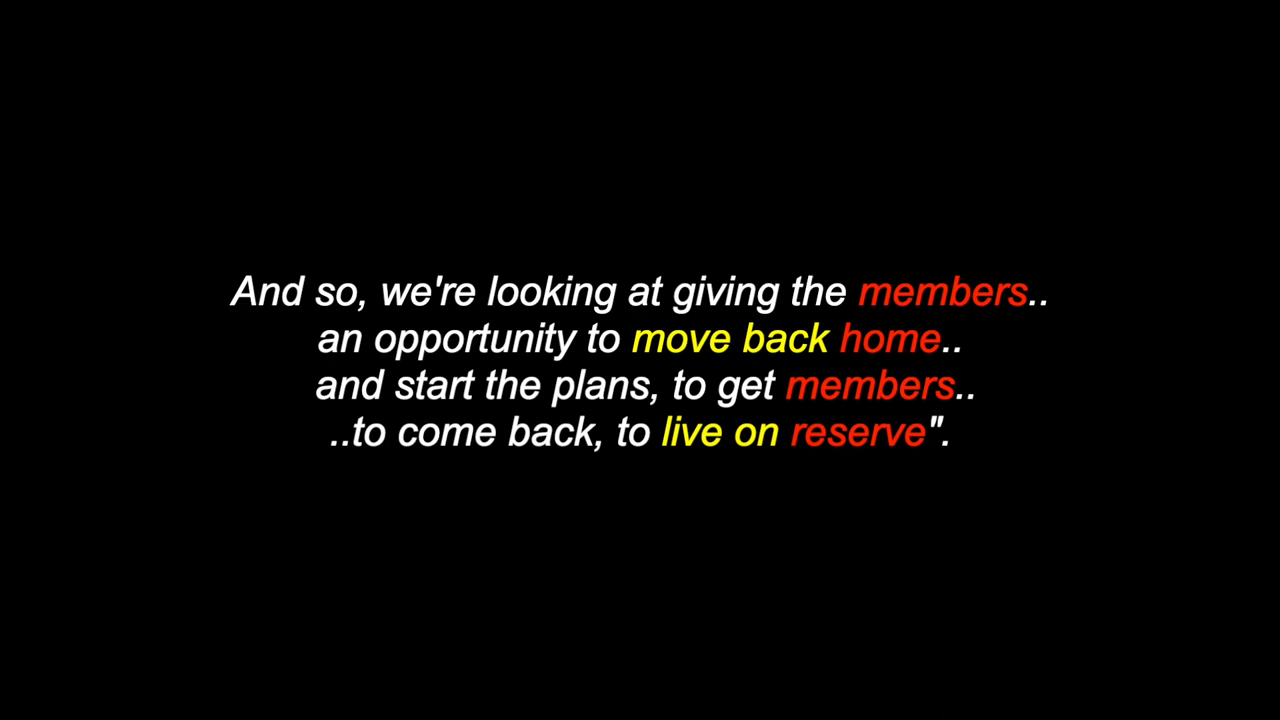 And so, we're looking at giving the members..
an opportunity to move back home..
and start the plans, to get members..
..to come back, to live on reserve".